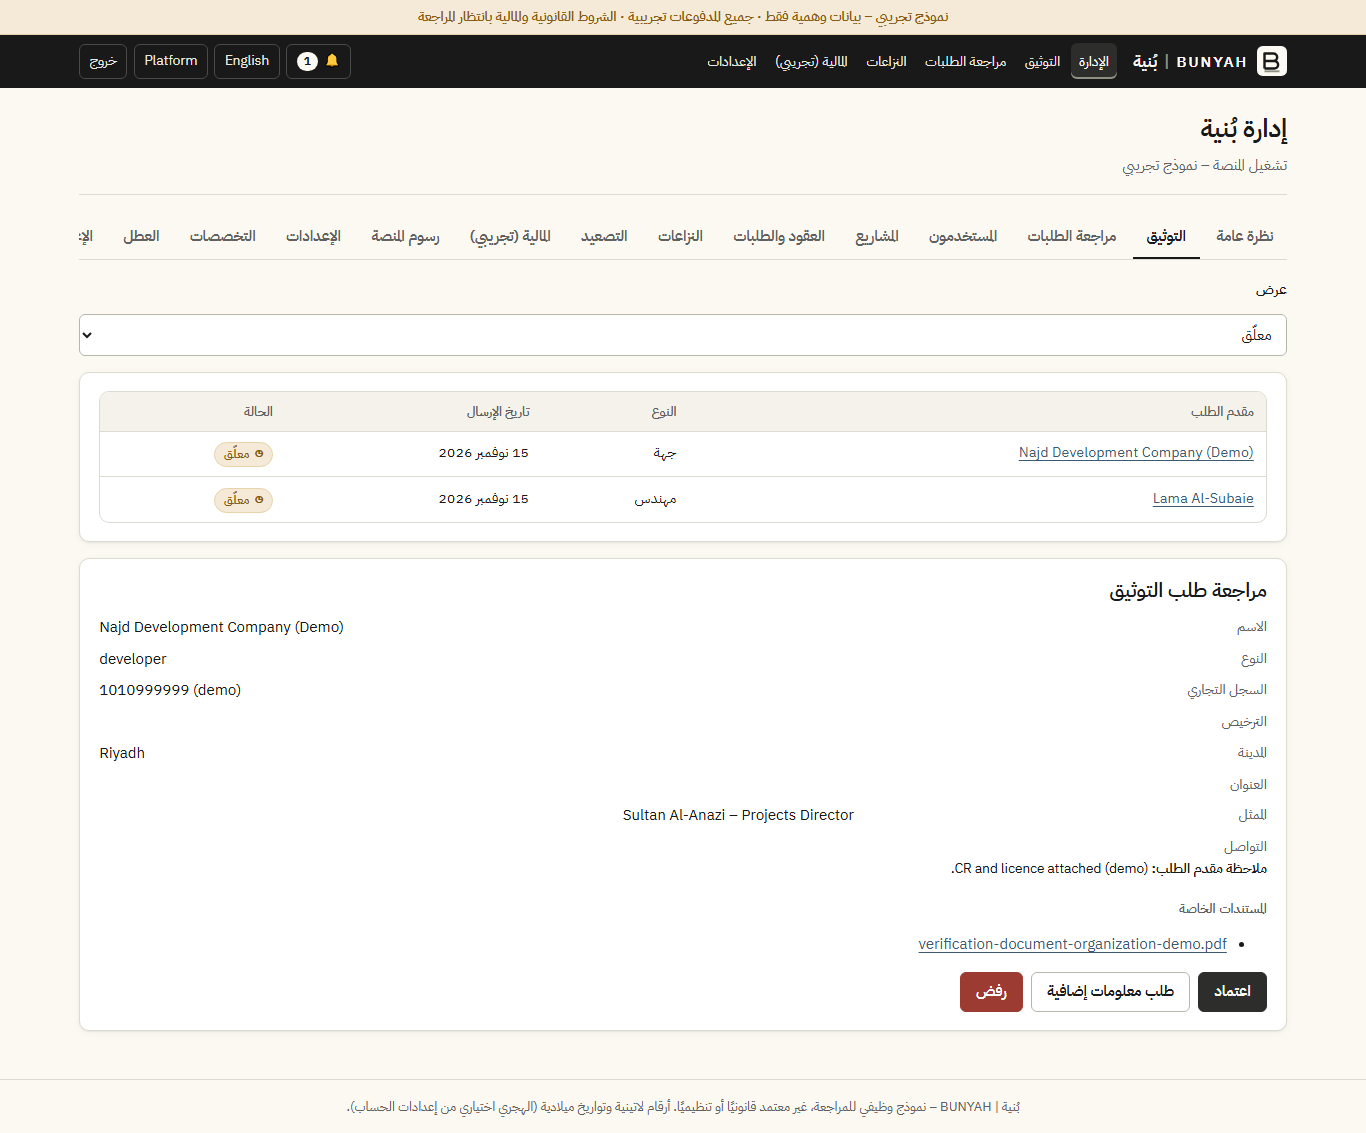 نموذج تجريبي – بيانات وهمية فقط · جميع المدفوعات تجريبية · الشروط القانونية والمالية بانتظار المراجعة
B BUNYAH | بُنية الإدارة التوثيق مراجعة الطلبات النزاعات المالية (تجريبي) الإعدادات 1 English Platform خروج
إدارة بُنية
تشغيل المنصة – نموذج تجريبي
نظرة عامة التوثيق مراجعة الطلبات المستخدمون المشاريع العقود والطلبات النزاعات التصعيد المالية (تجريبي) رسوم المنصة الإعدادات التخصصات العطل
عرض
معلّق
مقدم الطلب النوع تاريخ الإرسال الحالة
Najd Development Company (Demo) جهة 15 نوفمبر 2026 معلّق
Lama Al-Subaie مهندس 15 نوفمبر 2026 معلّق
مراجعة طلب التوثيق
الاسم Najd Development Company (Demo)
النوع developer
السجل التجاري 1010999999 (demo)
الترخيص
المدينة Riyadh
العنوان
الممثل Sultan Al-Anazi – Projects Director
التواصل
ملاحظة مقدم الطلب: CR and licence attached (demo).
المستندات الخاصة
verification-document-organization-demo.pdf
اعتماد طلب معلومات إضافية رفض
بُنية | BUNYAH – نموذج وظيفي للمراجعة، غير معتمد قانونيًا أو تنظيميًا. أرقام لاتينية وتواريخ ميلادية (الهجري اختياري من إعدادات الحساب).